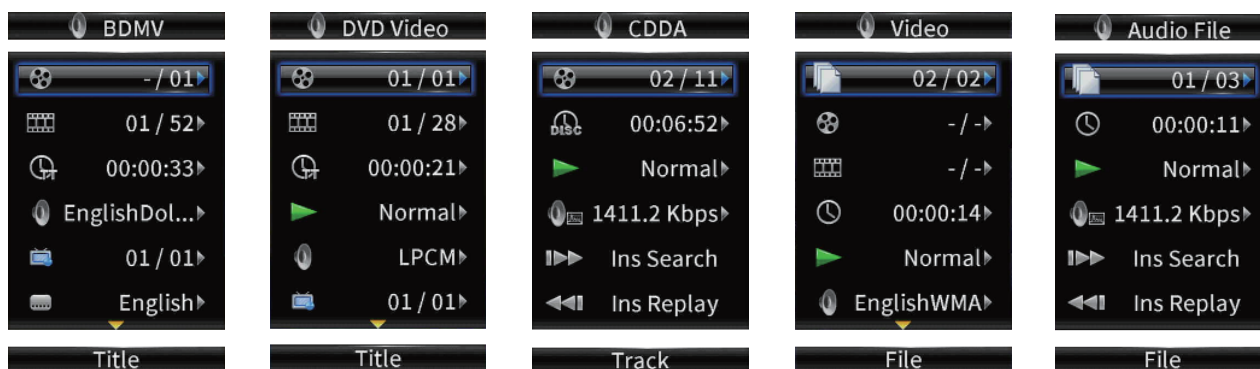 BDMV
- / 01
01 / 52
00:00:33
EnglishDol...
01 / 01
English
Title
DVD Video
01 / 01
01 / 28
00:00:21
Normal
LPCM
01 / 01
Title
CDDA
02 / 11
DISC 00:06:52
Normal
1411.2 Kbps
Ins Search
Ins Replay
Track
Video
02 / 02
- / -
- / -
00:00:14
Normal
EnglishWMA
File
Audio File
01 / 03
00:00:11
Normal
1411.2 Kbps
Ins Search
Ins Replay
File